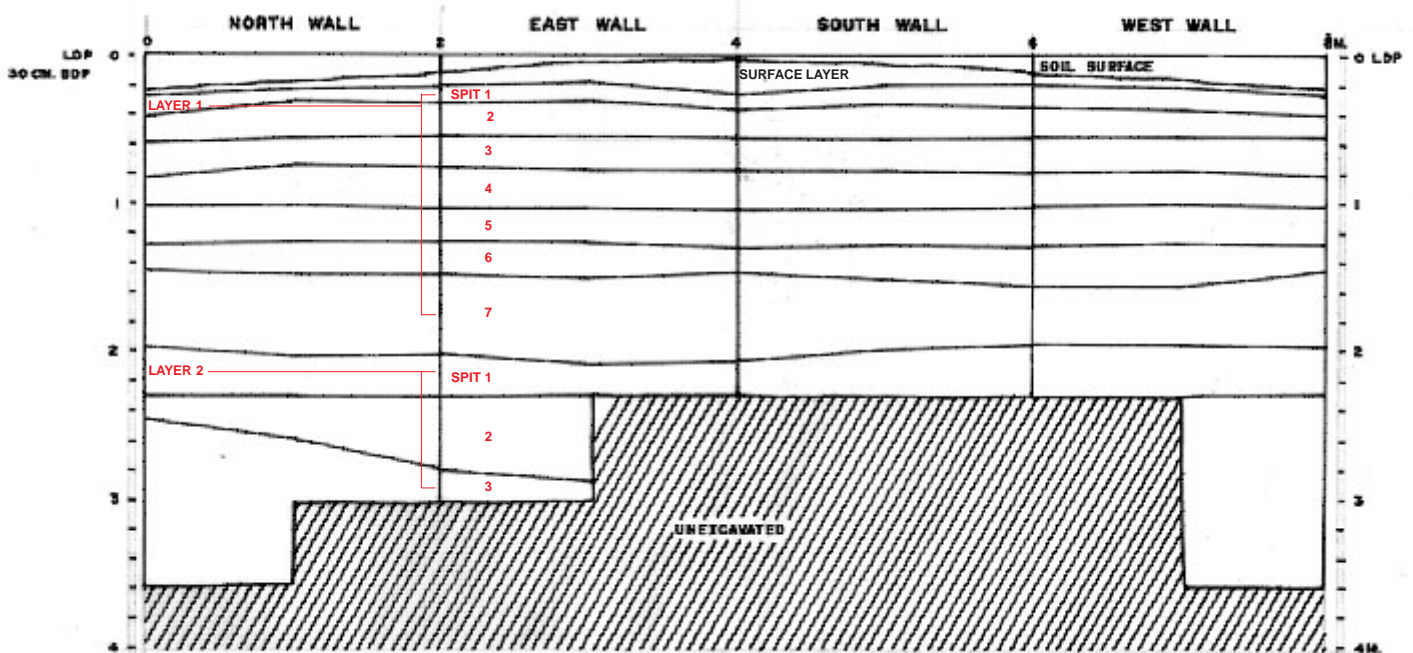 NORTH WALL EAST WALL SOUTH WALL WEST WALL
0 2 4 6 8M.
LDP 0 0 LDP
30 CM. BDP
SURFACE LAYER
SOIL SURFACE
LAYER 1
SPIT 1
2
3
4
1 1
5
6
7
2 2
LAYER 2
SPIT 1
2
3
3 3
UNEXCAVATED
4 4M.